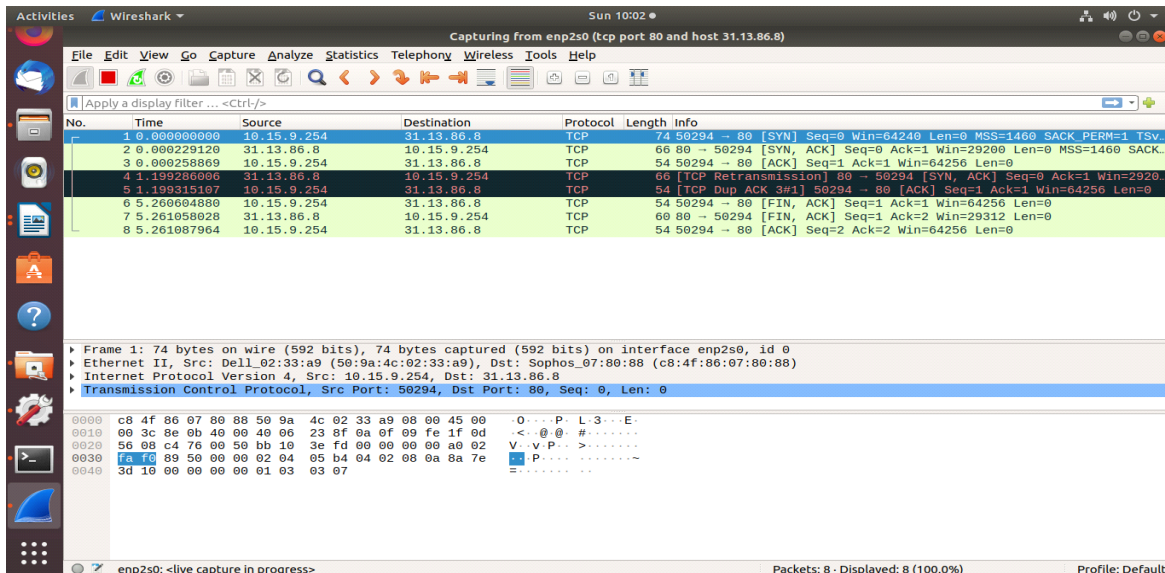 Activities Wireshark Sun 10:02
Capturing from enp2s0 (tcp port 80 and host 31.13.86.8)
File Edit View Go Capture Analyze Statistics Telephony Wireless Tools Help
Apply a display filter … <Ctrl-/>
No. Time Source Destination Protocol Length Info
1 0.000000000 10.15.9.254 31.13.86.8 TCP 74 50294 → 80 [SYN] Seq=0 Win=64240 Len=0 MSS=1460 SACK_PERM=1 TSv…
2 0.000229120 31.13.86.8 10.15.9.254 TCP 66 80 → 50294 [SYN, ACK] Seq=0 Ack=1 Win=29200 Len=0 MSS=1460 SACK…
3 0.000258869 10.15.9.254 31.13.86.8 TCP 54 50294 → 80 [ACK] Seq=1 Ack=1 Win=64256 Len=0
4 1.199286006 31.13.86.8 10.15.9.254 TCP 66 [TCP Retransmission] 80 → 50294 [SYN, ACK] Seq=0 Ack=1 Win=2920…
5 1.199315107 10.15.9.254 31.13.86.8 TCP 54 [TCP Dup ACK 3#1] 50294 → 80 [ACK] Seq=1 Ack=1 Win=64256 Len=0
6 5.260604880 10.15.9.254 31.13.86.8 TCP 54 50294 → 80 [FIN, ACK] Seq=1 Ack=1 Win=64256 Len=0
7 5.261058028 31.13.86.8 10.15.9.254 TCP 60 80 → 50294 [FIN, ACK] Seq=1 Ack=2 Win=29312 Len=0
8 5.261087964 10.15.9.254 31.13.86.8 TCP 54 50294 → 80 [ACK] Seq=2 Ack=2 Win=64256 Len=0
Frame 1: 74 bytes on wire (592 bits), 74 bytes captured (592 bits) on interface enp2s0, id 0
Ethernet II, Src: Dell_02:33:a9 (50:9a:4c:02:33:a9), Dst: Sophos_07:80:88 (c8:4f:86:07:80:88)
Internet Protocol Version 4, Src: 10.15.9.254, Dst: 31.13.86.8
Transmission Control Protocol, Src Port: 50294, Dst Port: 80, Seq: 0, Len: 0
0000 c8 4f 86 07 80 88 50 9a 4c 02 33 a9 08 00 45 00 ·O····P· L·3···E·
0010 00 3c 8e 0b 40 00 40 06 23 8f 0a 0f 09 fe 1f 0d ·<··@·@· #·······
0020 56 08 c4 76 00 50 bb 10 3e fd 00 00 00 00 a0 02 V··v·P·· >·······
0030 fa f0 89 50 00 00 02 04 05 b4 04 02 08 0a 8a 7e ···P···· ·······~
0040 3d 10 00 00 00 00 01 03 03 07 =······· ··
enp2s0: <live capture in progress> Packets: 8 · Displayed: 8 (100.0%) Profile: Default